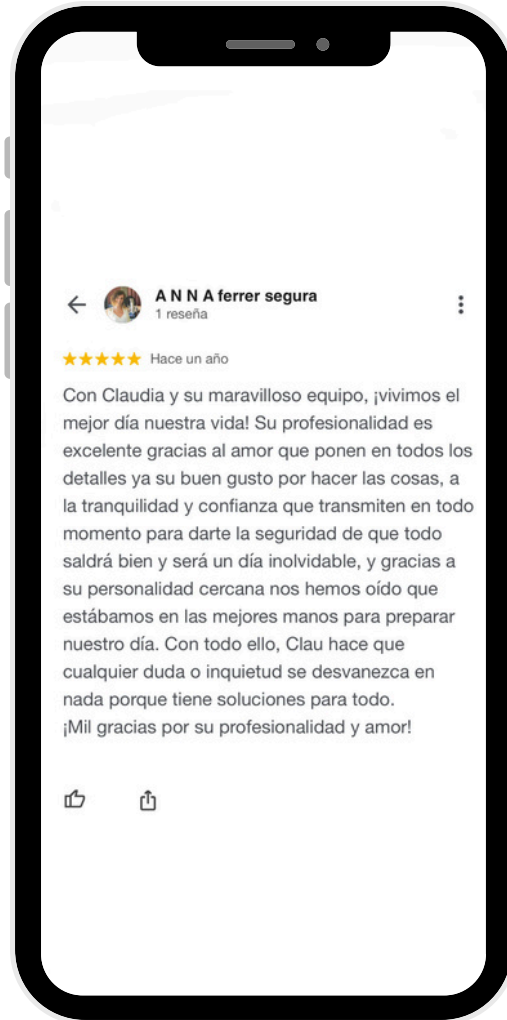 A N N A ferrer segura
1 reseña
Hace un año
Con Claudia y su maravilloso equipo, ¡vivimos el
mejor día nuestra vida! Su profesionalidad es
excelente gracias al amor que ponen en todos los
detalles ya su buen gusto por hacer las cosas, a
la tranquilidad y confianza que transmiten en todo
momento para darte la seguridad de que todo
saldrá bien y será un día inolvidable, y gracias a
su personalidad cercana nos hemos oído que
estábamos en las mejores manos para preparar
nuestro día. Con todo ello, Clau hace que
cualquier duda o inquietud se desvanezca en
nada porque tiene soluciones para todo.
¡Mil gracias por su profesionalidad y amor!